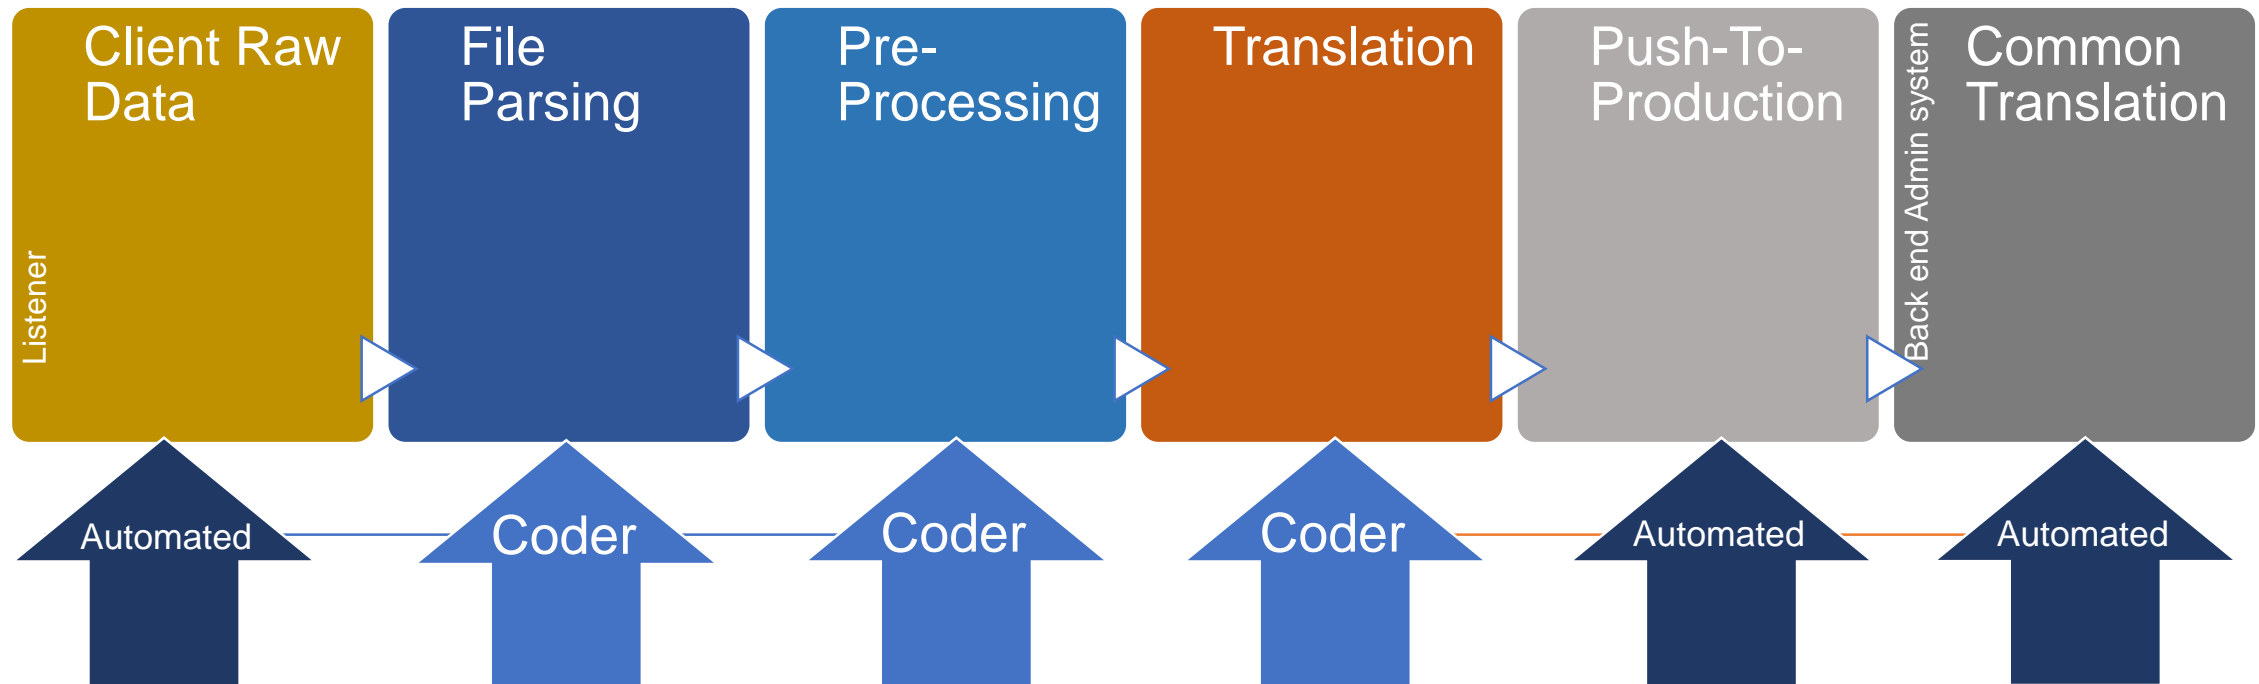 Client Raw
Data
Listener
File
Parsing
Pre-
Processing
Translation
Push-To-
Production
Back end Admin system
Common
Translation
Automated
Coder
Coder
Coder
Automated
Automated